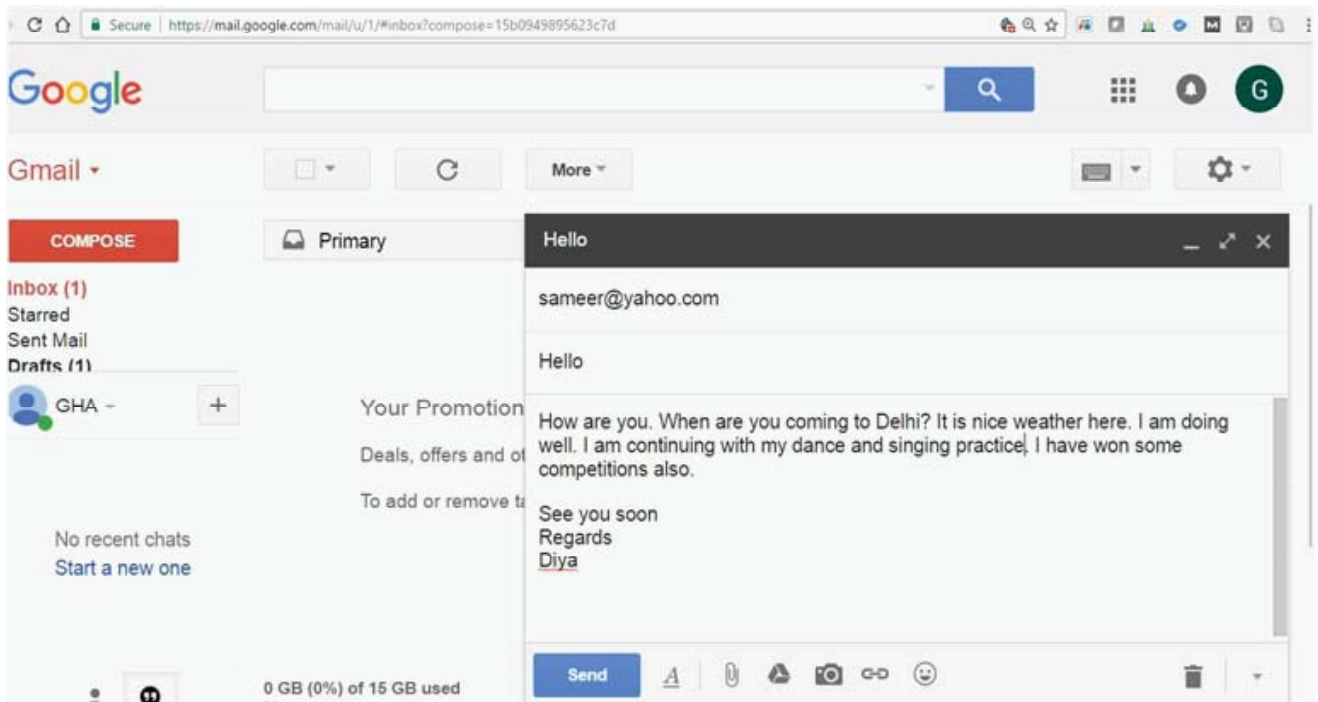 Secure | https://mail.google.com/mail/u/1/#inbox?compose=15b0949895623c7d
Google
G
Gmail
More
COMPOSE
Primary
Hello
Inbox (1)
Starred
Sent Mail
Drafts (1)
sameer@yahoo.com
Hello
GHA
+
Your Promotion
Deals, offers and of
To add or remove ta
How are you. When are you coming to Delhi? It is nice weather here. I am doing
well. I am continuing with my dance and singing practice. I have won some
competitions also.
See you soon
Regards
Diya
No recent chats
Start a new one
Send
A
0 GB (0%) of 15 GB used